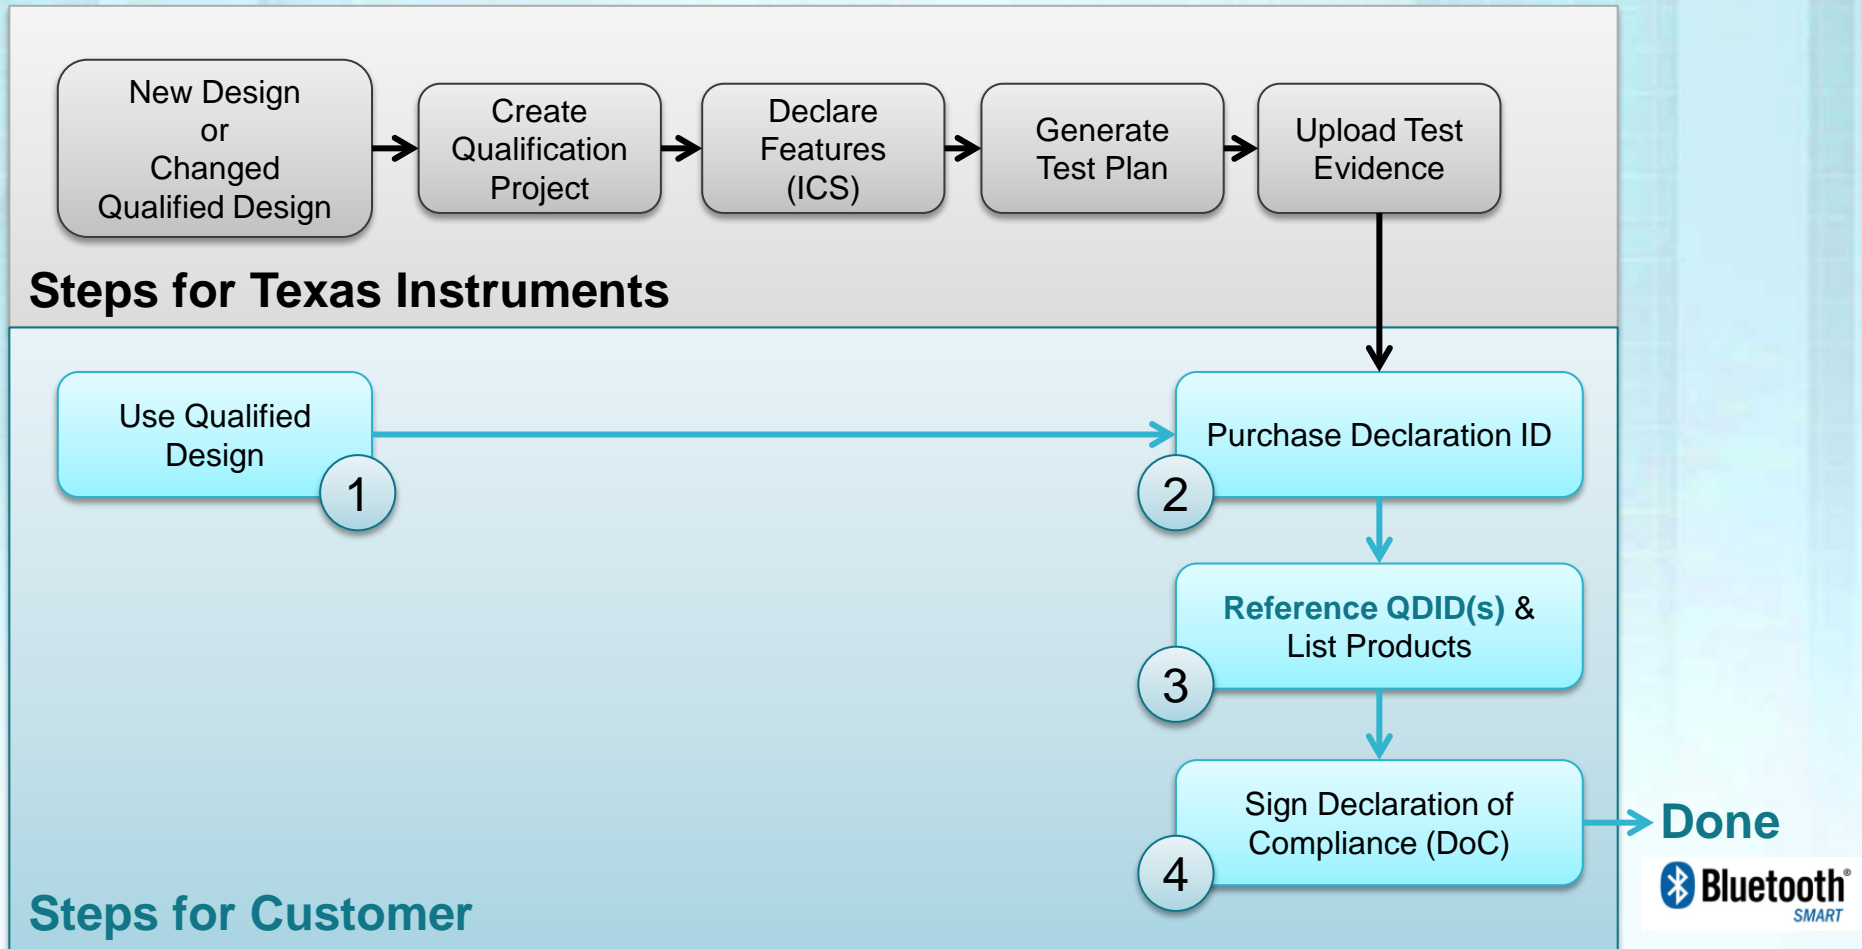 New Design
or
Changed
Qualified Design
Create
Qualification
Project
Declare
Features
(ICS)
Generate
Test Plan
Upload Test
Evidence
Steps for Texas Instruments
Use Qualified
Design
1
Purchase Declaration ID
2
Reference QDID(s) &
List Products
3
Sign Declaration of
Compliance (DoC)
4
Done
Bluetooth®
SMART
Steps for Customer